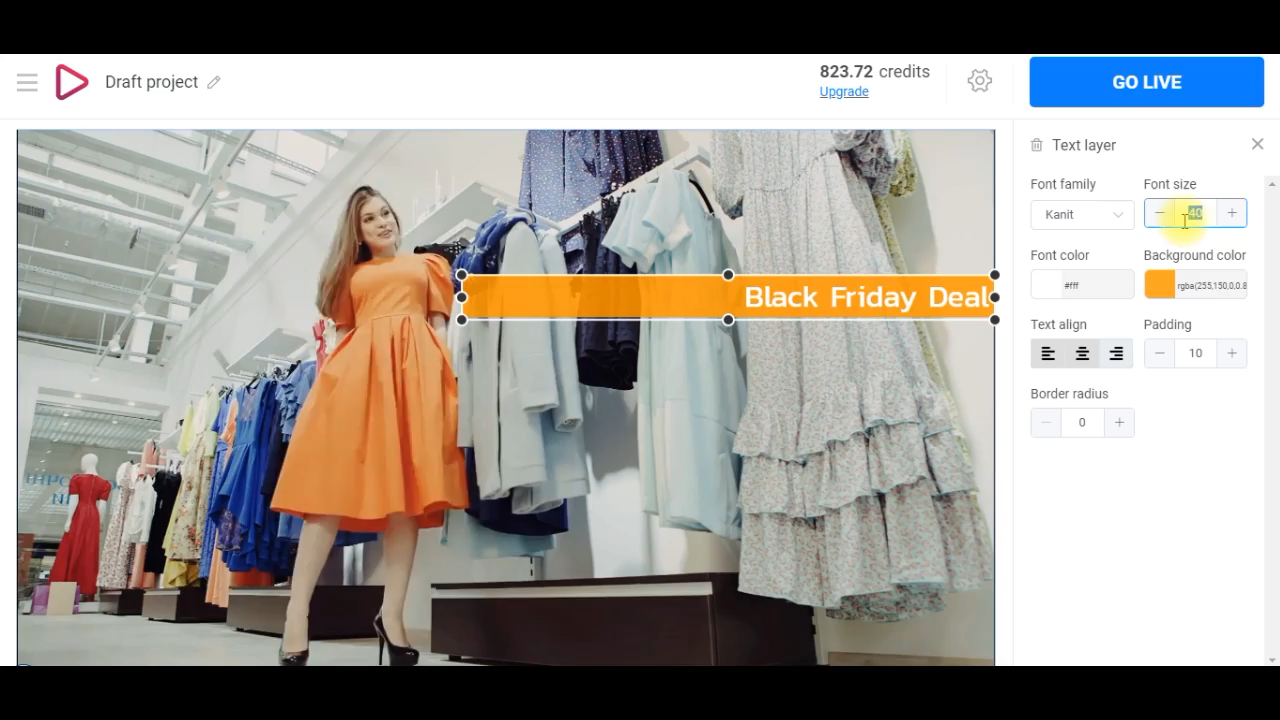 Draft project
823.72 credits
Upgrade
GO LIVE
Text layer
Font family
Font size
Kanit
40
Black Friday Deal
Font color
Background color
#fff
rgba(255,150,0,0.8
Text align
Padding
10
Border radius
0